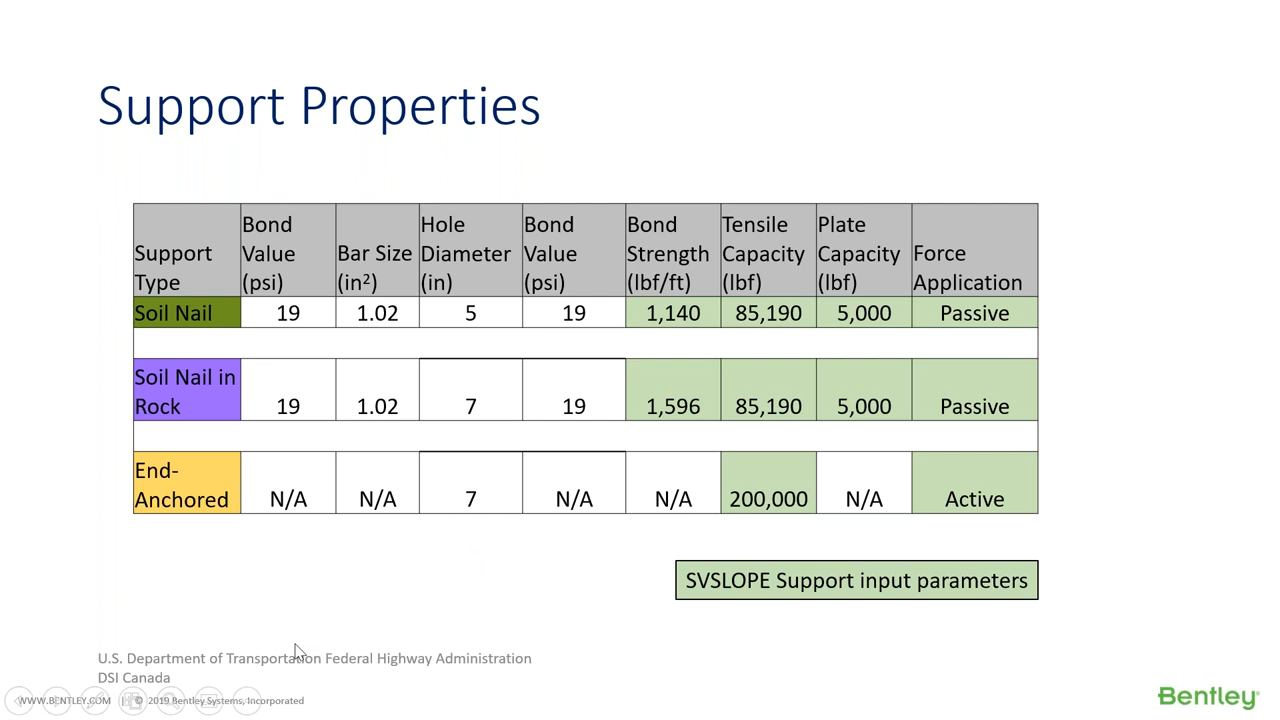 Support Properties
Support Type | Bond Value (psi) | Bar Size (in²) | Hole Diameter (in) | Bond Value (psi) | Bond Strength (lbf/ft) | Tensile Capacity (lbf) | Plate Capacity (lbf) | Force Application
Soil Nail | 19 | 1.02 | 5 | 19 | 1,140 | 85,190 | 5,000 | Passive
Soil Nail in Rock | 19 | 1.02 | 7 | 19 | 1,596 | 85,190 | 5,000 | Passive
End-Anchored | N/A | N/A | 7 | N/A | N/A | 200,000 | N/A | Active
SVSLOPE Support input parameters
U.S. Department of Transportation Federal Highway Administration
DSI Canada
WWW.BENTLEY.COM | © 2019 Bentley Systems, Incorporated
Bentley